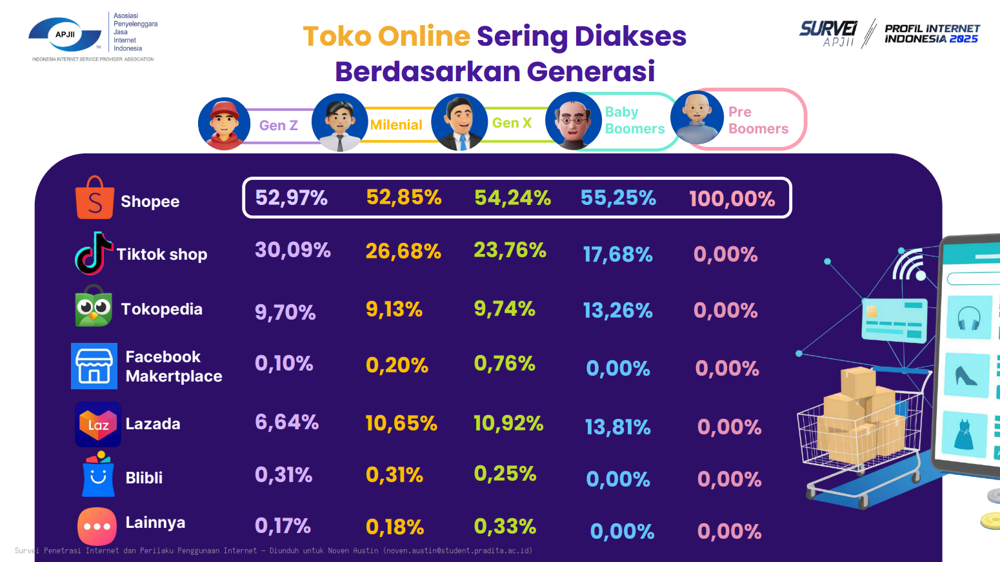 APJII
TM
Asosiasi
Penyelenggara
Jasa
Internet
Indonesia
INDONESIA INTERNET SERVICE PROVIDER ASSOCIATION
Toko Online Sering Diakses
Berdasarkan Generasi
SURVEI
APJII
PROFIL INTERNET
INDONESIA 2025
Gen Z
Milenial
Gen X
Baby
Boomers
Pre
Boomers
Shopee 52,97% 52,85% 54,24% 55,25% 100,00%
Tiktok shop 30,09% 26,68% 23,76% 17,68% 0,00%
Tokopedia 9,70% 9,13% 9,74% 13,26% 0,00%
Facebook
Makertplace 0,10% 0,20% 0,76% 0,00% 0,00%
Laz
Lazada 6,64% 10,65% 10,92% 13,81% 0,00%
Blibli 0,31% 0,31% 0,25% 0,00% 0,00%
Lainnya 0,17% 0,18% 0,33% 0,00% 0,00%
Survei Penetrasi Internet dan Perilaku Penggunaan Internet - Diunduh untuk Noven Austin (noven.austin@student.pradita.ac.id)